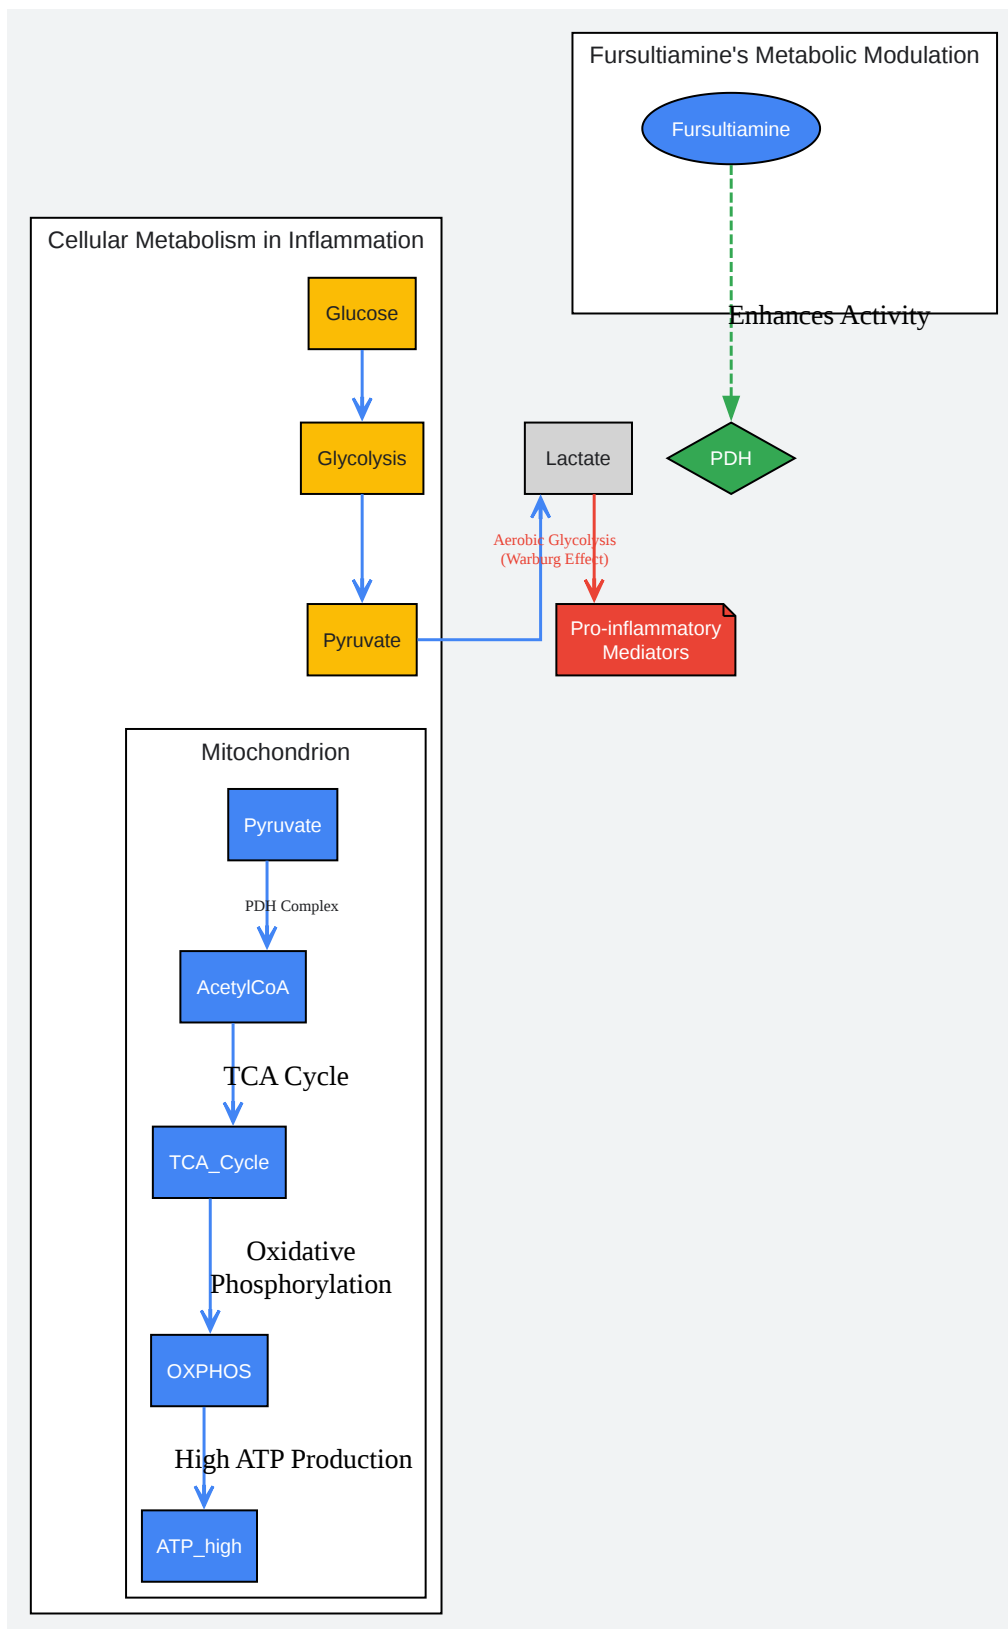 Fursultiamine's Metabolic Modulation
Fursultiamine
Enhances Activity
PDH
Cellular Metabolism in Inflammation
Glucose
Glycolysis
Pyruvate
Lactate
Aerobic Glycolysis
(Warburg Effect)
Pro-inflammatory
Mediators
Mitochondrion
Pyruvate
PDH Complex
AcetylCoA
TCA Cycle
TCA_Cycle
Oxidative
Phosphorylation
OXPHOS
High ATP Production
ATP_high